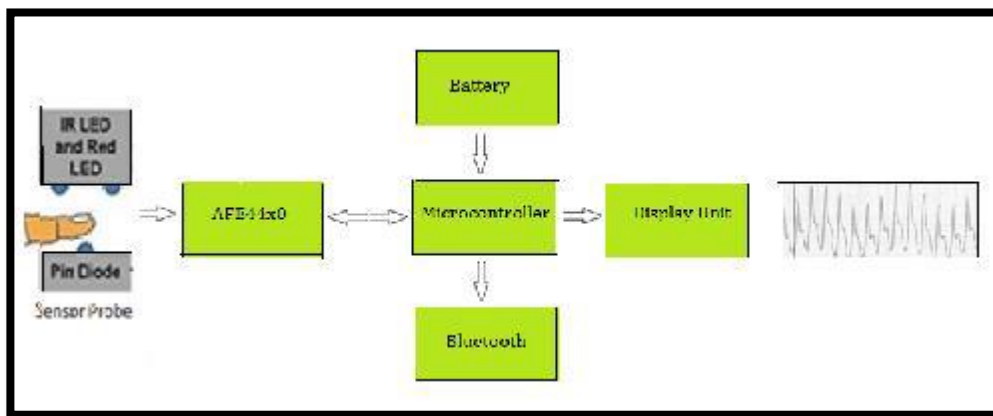 Battery
IR LED
and Red
LED
AFE44x0
Microcontroller
Display Unit
Pin Diode
Sensor Probe
Bluetooth